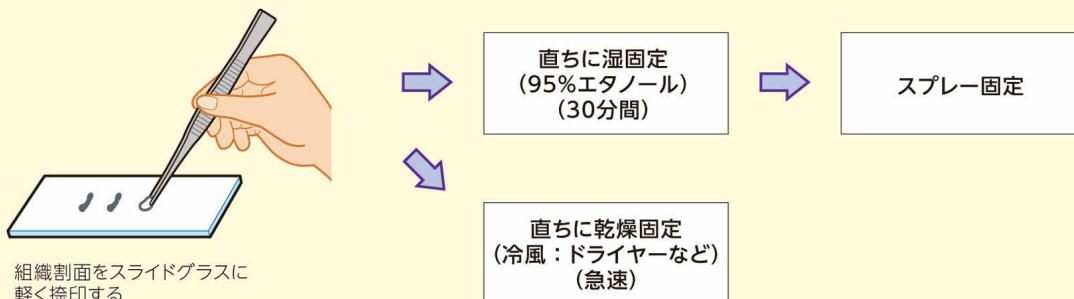 直ちに湿固定
(95%エタノール)
(30分間)
スプレー固定
直ちに乾燥固定
(冷風：ドライヤーなど)
(急速)
組織割面をスライドグラスに
軽く捺印する